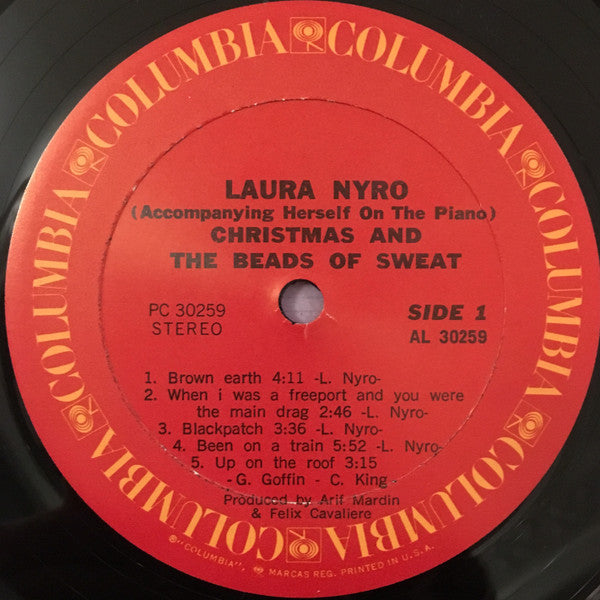 COLUMBIA COLUMBIA COLUMBIA COLUMBIA COLUMBIA COLUMBIA
LAURA NYRO
(Accompanying Herself On The Piano)
CHRISTMAS AND
THE BEADS OF SWEAT
PC 30259
STEREO
SIDE 1
AL 30259
1. Brown earth 4:11 -L. Nyro-
2. When i was a freeport and you were
the main drag 2:46 -L. Nyro-
3. Blackpatch 3:36 -L. Nyro-
4. Been on a train 5:52 -L. Nyro-
5. Up on the roof 3:15
-G. Goffin - C. King-
Produced by Arif Mardin
& Felix Cavaliere
℗"COLUMBIA", MARCAS REG. PRINTED IN U.S.A.